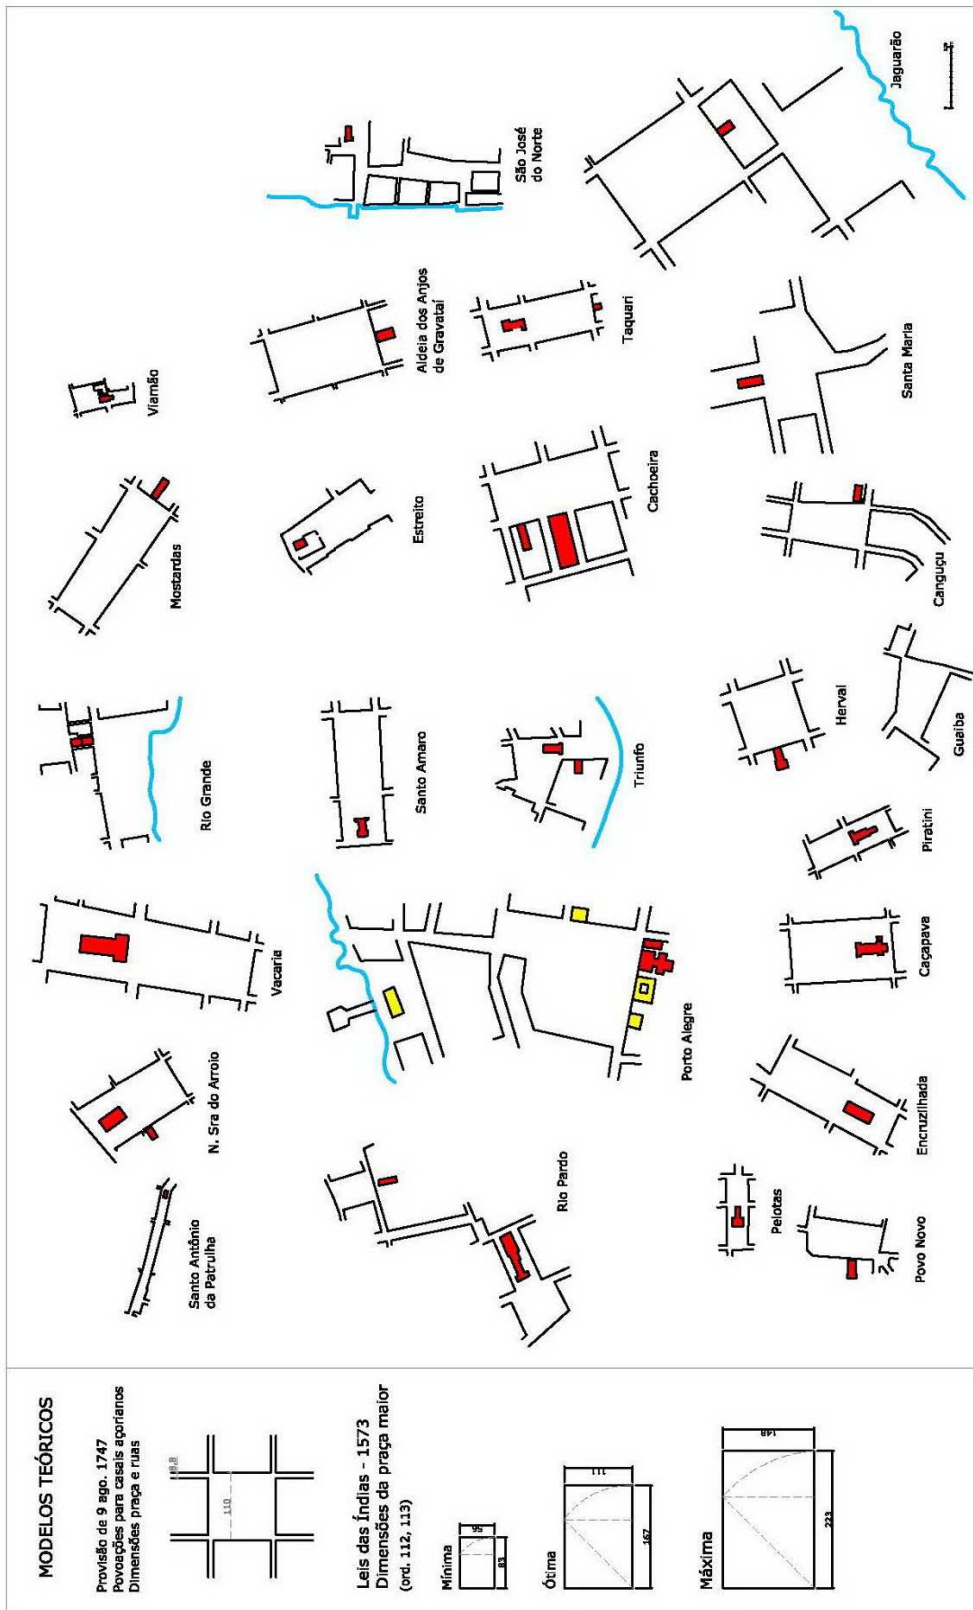 MODELOS TEÓRICOS
Provisão de 9 ago. 1747
Povoações para casais açorianos
Dimensões praça e ruas
8,8
110
Leis das Índias - 1573
Dimensões da praça maior
(ord. 112, 113)
Mínima
56
83
Ótima
111
167
Máxima
148
223
Santo Antônio
da Patrulha
N. Sra do Arroio
Vacaria
Rio Grande
Mostardas
Viamão
Rio Pardo
Porto Alegre
Santo Amaro
Triunfo
Estreito
Cachoeira
Aldeia dos Anjos
de Gravataí
Taquari
São José
do Norte
Pelotas
Povo Novo
Encruzilhada
Caçapava
Piratini
Herval
Guaíba
Canguçu
Santa Maria
Jaguarão